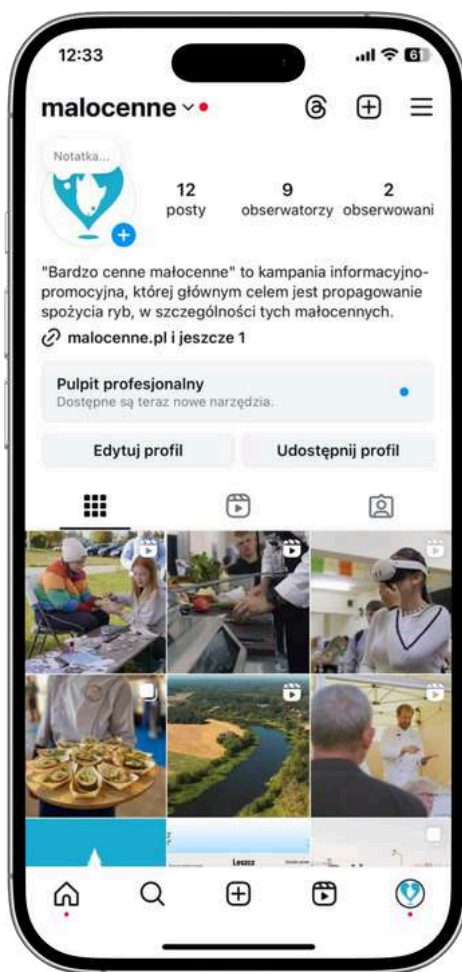 12:33
61
malocenne
Notatka...
12
posty
9
obserwatorzy
2
obserwowani
"Bardzo cenne małocenne" to kampania informacyjno-
promocyjna, której głównym celem jest propagowanie
spożycia ryb, w szczególności tych małocennych.
malocenne.pl i jeszcze 1
Pulpit profesjonalny
Dostępne są teraz nowe narzędzia.
Edytuj profil
Udostępnij profil
Leszcz